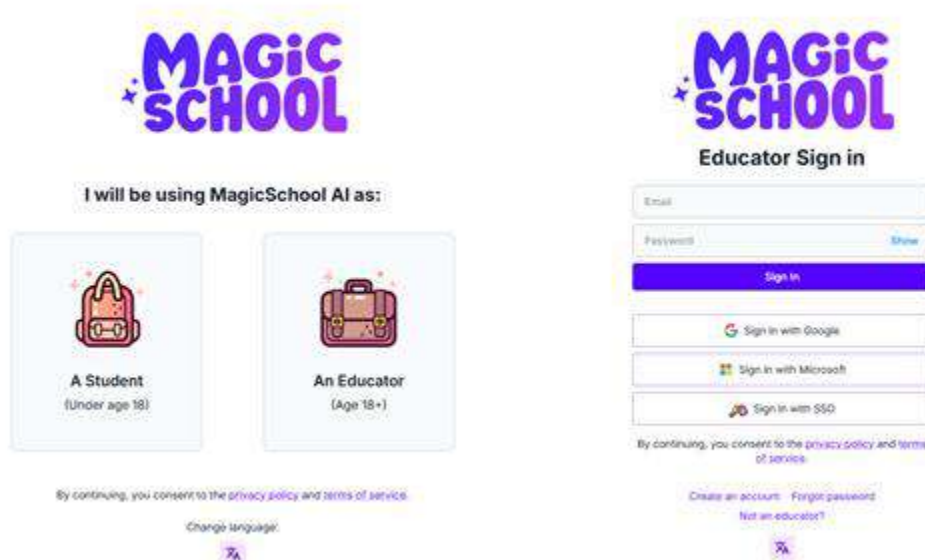 MAGiC
SCHOOL
I will be using MagicSchool AI as:
A Student
(Under age 18)
An Educator
(Age 18+)
By continuing, you consent to the privacy policy and terms of service.
Change language:
MAGiC
SCHOOL
Educator Sign in
Email
Password Show
Sign In
Sign in with Google
Sign in with Microsoft
Sign in with SSO
By continuing, you consent to the privacy policy and terms
of service.
Create an account Forgot password
Not an educator?